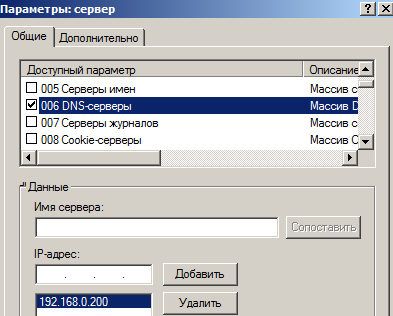 Параметры: сервер
Общие
Дополнительно
Доступный параметр
Описание
005 Серверы имен
Массив с
006 DNS-серверы
Массив D
007 Серверы журналов
Массив с
008 Cookie-серверы
Массив C
Данные
Имя сервера:
Сопоставить
IP-адрес:
. . .
Добавить
192.168.0.200
Удалить